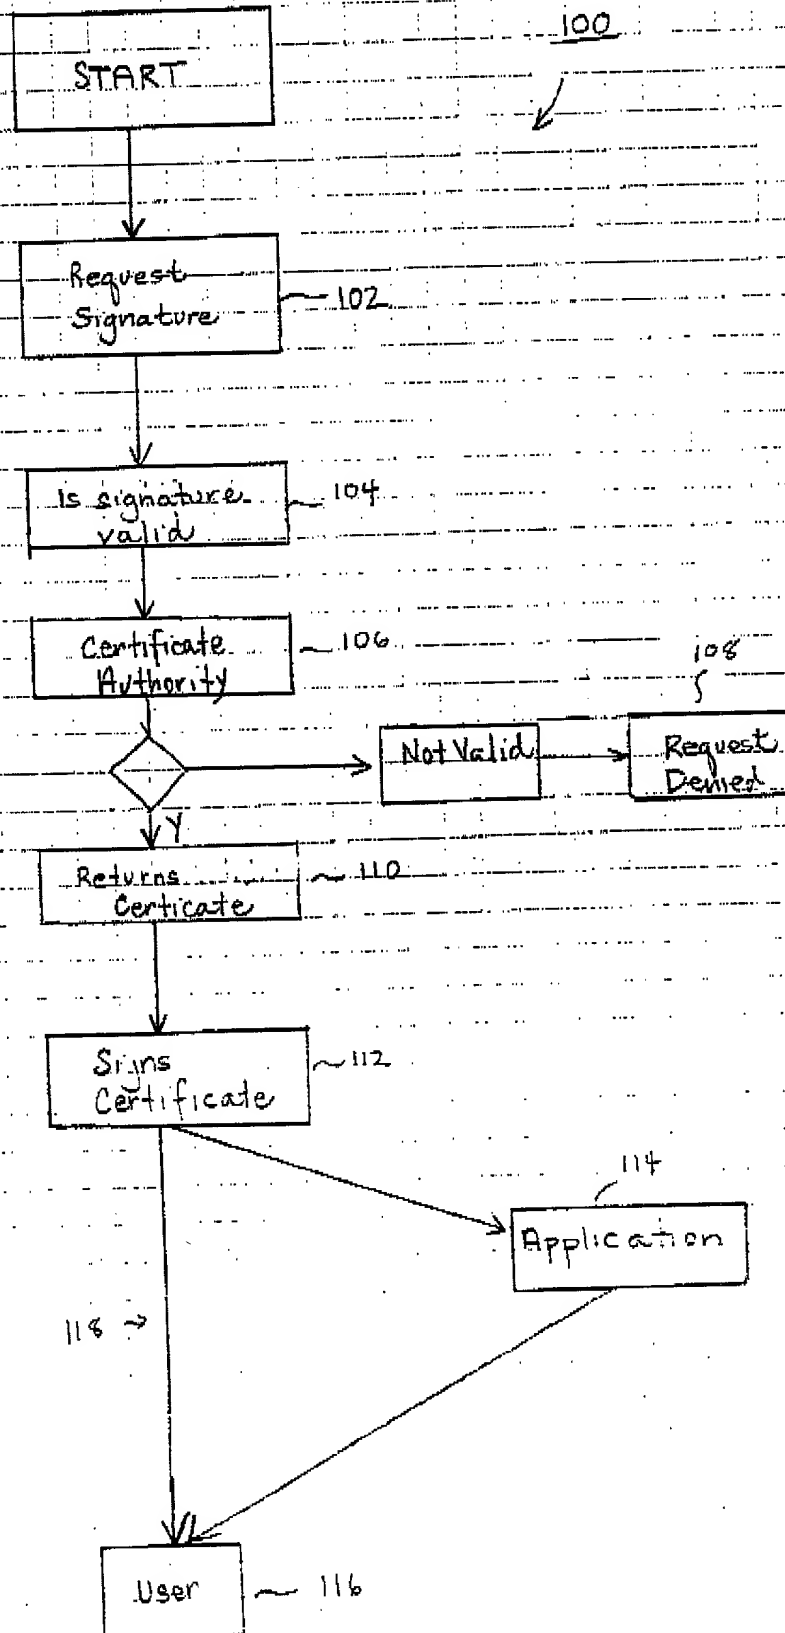 100
START
Request
Signature
102
Is signature
valid
104
Certificate
Authority
106
108
Not Valid
Request
Denied
Y
Returns
Certicate
110
Signs
Certificate
112
114
Application
118
User
116